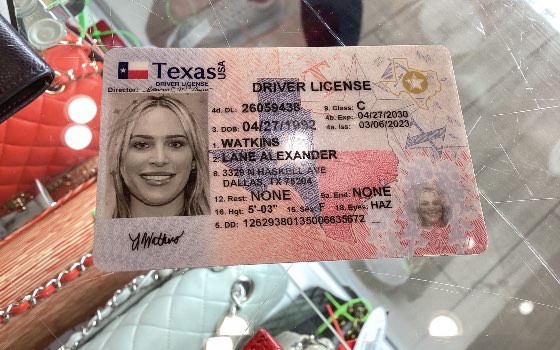 Texas USA
DRIVER LICENSE
Director:
DRIVER LICENSE
4d. DL: 26059438 9. Class: C
4b. Exp: 04/27/2030
3. DOB: 04/27/1992 4a. Iss: 03/06/2023
1. WATKINS
2. LANE ALEXANDER
8. 3329 N HASKELL AVE
DALLAS, TX 75204
12. Rest: NONE 9a. End: NONE
16. Hgt: 5'-03" 15. Sex: F 18. Eyes: HAZ
5. DD: 12629380135006635672